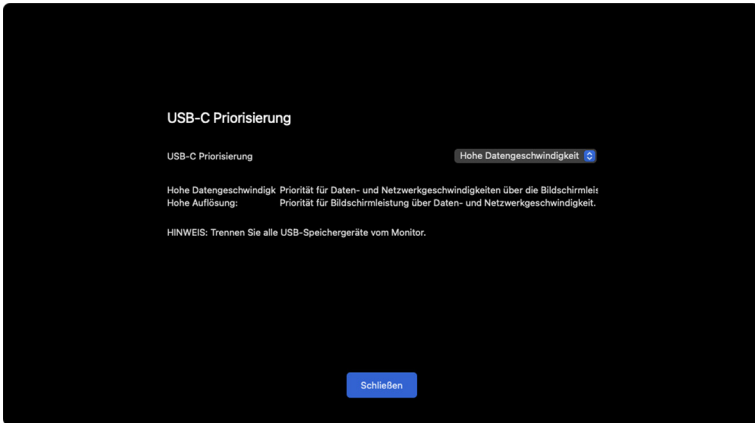 USB-C Priorisierung
USB-C Priorisierung Hohe Datengeschwindigkeit
Hohe Datengeschwindigk Priorität für Daten- und Netzwerkgeschwindigkeiten über die Bildschirmleis
Hohe Auflösung: Priorität für Bildschirmleistung über Daten- und Netzwerkgeschwindigkeit.
HINWEIS: Trennen Sie alle USB-Speichergeräte vom Monitor.
Schließen